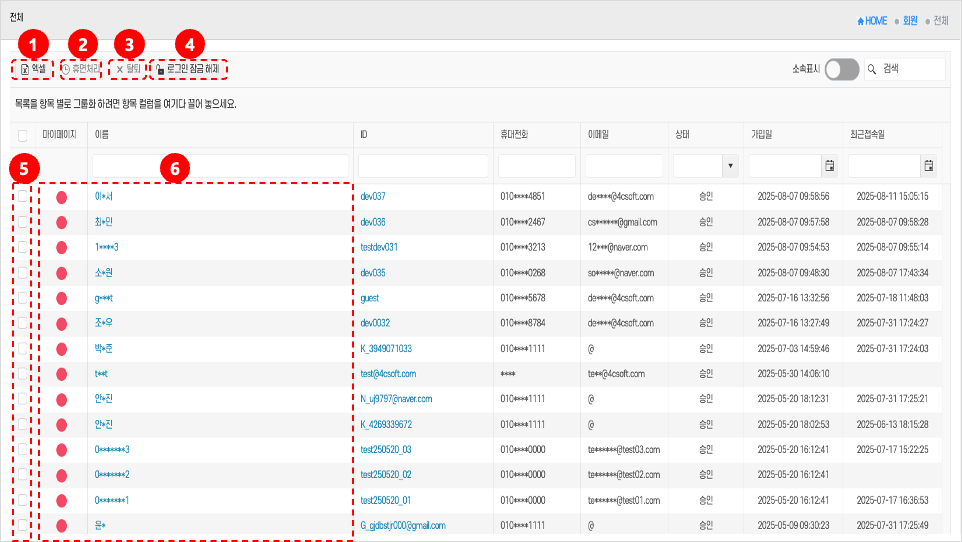 전체
HOME 회원 전체
1 2 3 4
엑셀 휴면처리 탈퇴 로그인 잠금 해제 소속표시 검색
목록을 항목 별로 그룹화 하려면 항목 컬럼을 여기다 끌어 놓으세요.
마이페이지 이름 ID 휴대전화 이메일 상태 가입일 최근접속일
5 6
이*서 dev037 010****4851 de****@4csoft.com 승인 2025-08-07 09:58:56 2025-08-11 15:05:15
최*민 dev036 010****2467 cs******@gmail.com 승인 2025-08-07 09:57:58 2025-08-07 09:58:28
1****3 testdev031 010****3213 12***@naver.com 승인 2025-08-07 09:54:53 2025-08-07 09:55:14
소*원 dev035 010****0268 so*****@naver.com 승인 2025-08-07 09:48:30 2025-08-07 17:43:34
g***t guest 010****5678 de****@4csoft.com 승인 2025-07-16 13:32:56 2025-07-18 11:48:03
조*우 dev0032 010****8784 de****@4csoft.com 승인 2025-07-16 13:27:49 2025-07-31 17:24:27
박*준 K_3949071033 010****1111 @ 승인 2025-07-03 14:59:46 2025-07-31 17:24:03
t**t test@4csoft.com **** te**@4csoft.com 승인 2025-05-30 14:06:10
안*진 N_uj9797@naver.com 010****1111 @ 승인 2025-05-20 18:12:31 2025-07-31 17:25:21
안*진 K_4269339672 010****1111 @ 승인 2025-05-20 18:02:53 2025-06-13 18:15:28
0*******3 test250520_03 010****0000 te******@test03.com 승인 2025-05-20 16:12:41 2025-07-17 15:22:25
0*******2 test250520_02 010****0000 te******@test02.com 승인 2025-05-20 16:12:41
0*******1 test250520_01 010****0000 te******@test01.com 승인 2025-05-20 16:12:41 2025-07-17 16:36:53
윤* G_gjdbstjr000@gmail.com 010****1111 @ 승인 2025-05-09 09:30:23 2025-07-31 17:25:49